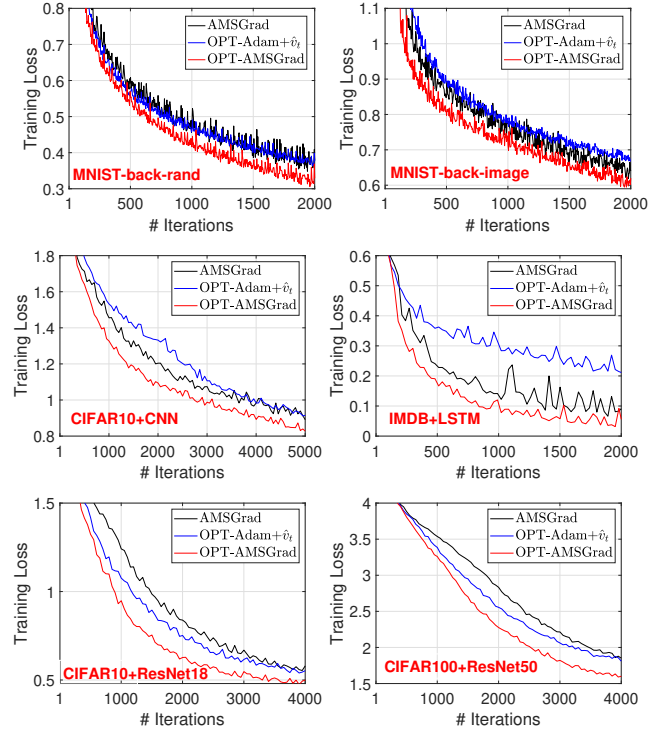 0.8
0.7
0.6
0.5
0.4
0.3
Training Loss
AMSGrad
OPT-Adam+v̂ₜ
OPT-AMSGrad
MNIST-back-rand
1 500 1000 1500 2000
# Iterations
1.1
1
0.9
0.8
0.7
0.6
Training Loss
AMSGrad
OPT-Adam+v̂ₜ
OPT-AMSGrad
MNIST-back-image
1 500 1000 1500 2000
# Iterations
1.8
1.6
1.4
1.2
1
0.8
Training Loss
AMSGrad
OPT-Adam+v̂ₜ
OPT-AMSGrad
CIFAR10+CNN
1 1000 2000 3000 4000 5000
# Iterations
0.6
0.5
0.4
0.3
0.2
0.1
0
Training Loss
AMSGrad
OPT-Adam+v̂ₜ
OPT-AMSGrad
IMDB+LSTM
1 500 1000 1500 2000
# Iterations
1.5
1
0.5
Training Loss
AMSGrad
OPT-Adam+v̂ₜ
OPT-AMSGrad
CIFAR10+ResNet18
1 1000 2000 3000 4000
# Iterations
4
3.5
3
2.5
2
1.5
Training Loss
AMSGrad
OPT-Adam+v̂ₜ
OPT-AMSGrad
CIFAR100+ResNet50
1 1000 2000 3000 4000
# Iterations